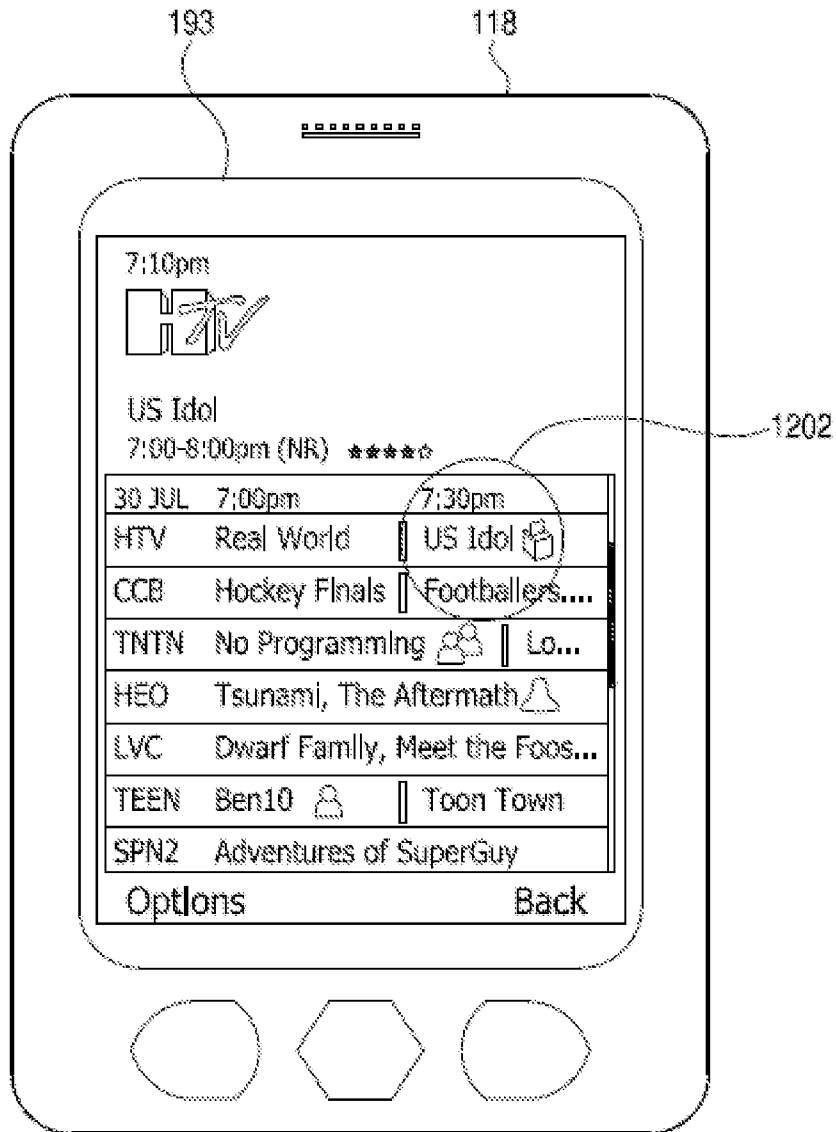 193 118
7:10pm
HTV
US Idol
7:00-8:00pm (NR)
1202
30 JUL 7:00pm 7:30pm
HTV Real World US Idol
CCB Hockey Finals Footballers....
TNTN No Programming Lo...
HEO Tsunami, The Aftermath
LVC Dwarf Family, Meet the Foos...
TEEN Ben10 Toon Town
SPN2 Adventures of SuperGuy
Options Back